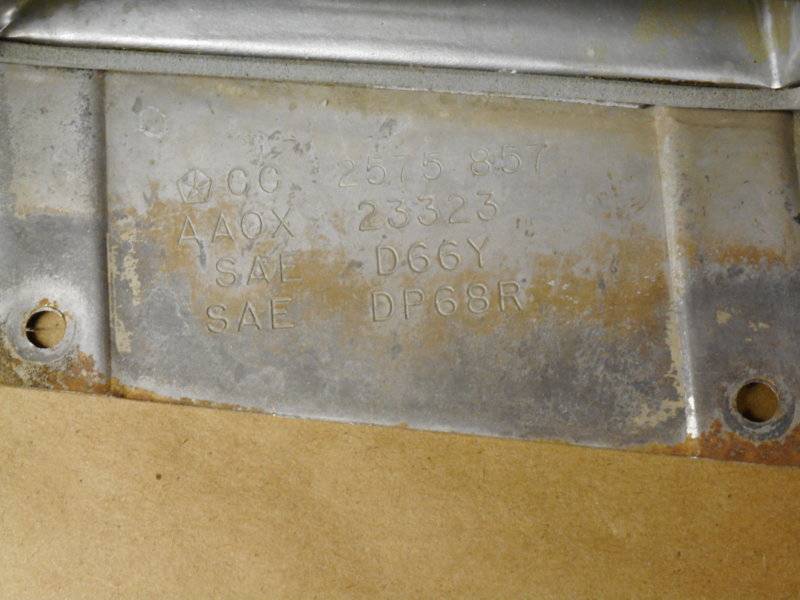 CC 2575 857
AAOX 23323
SAE D66Y
SAE DP68R